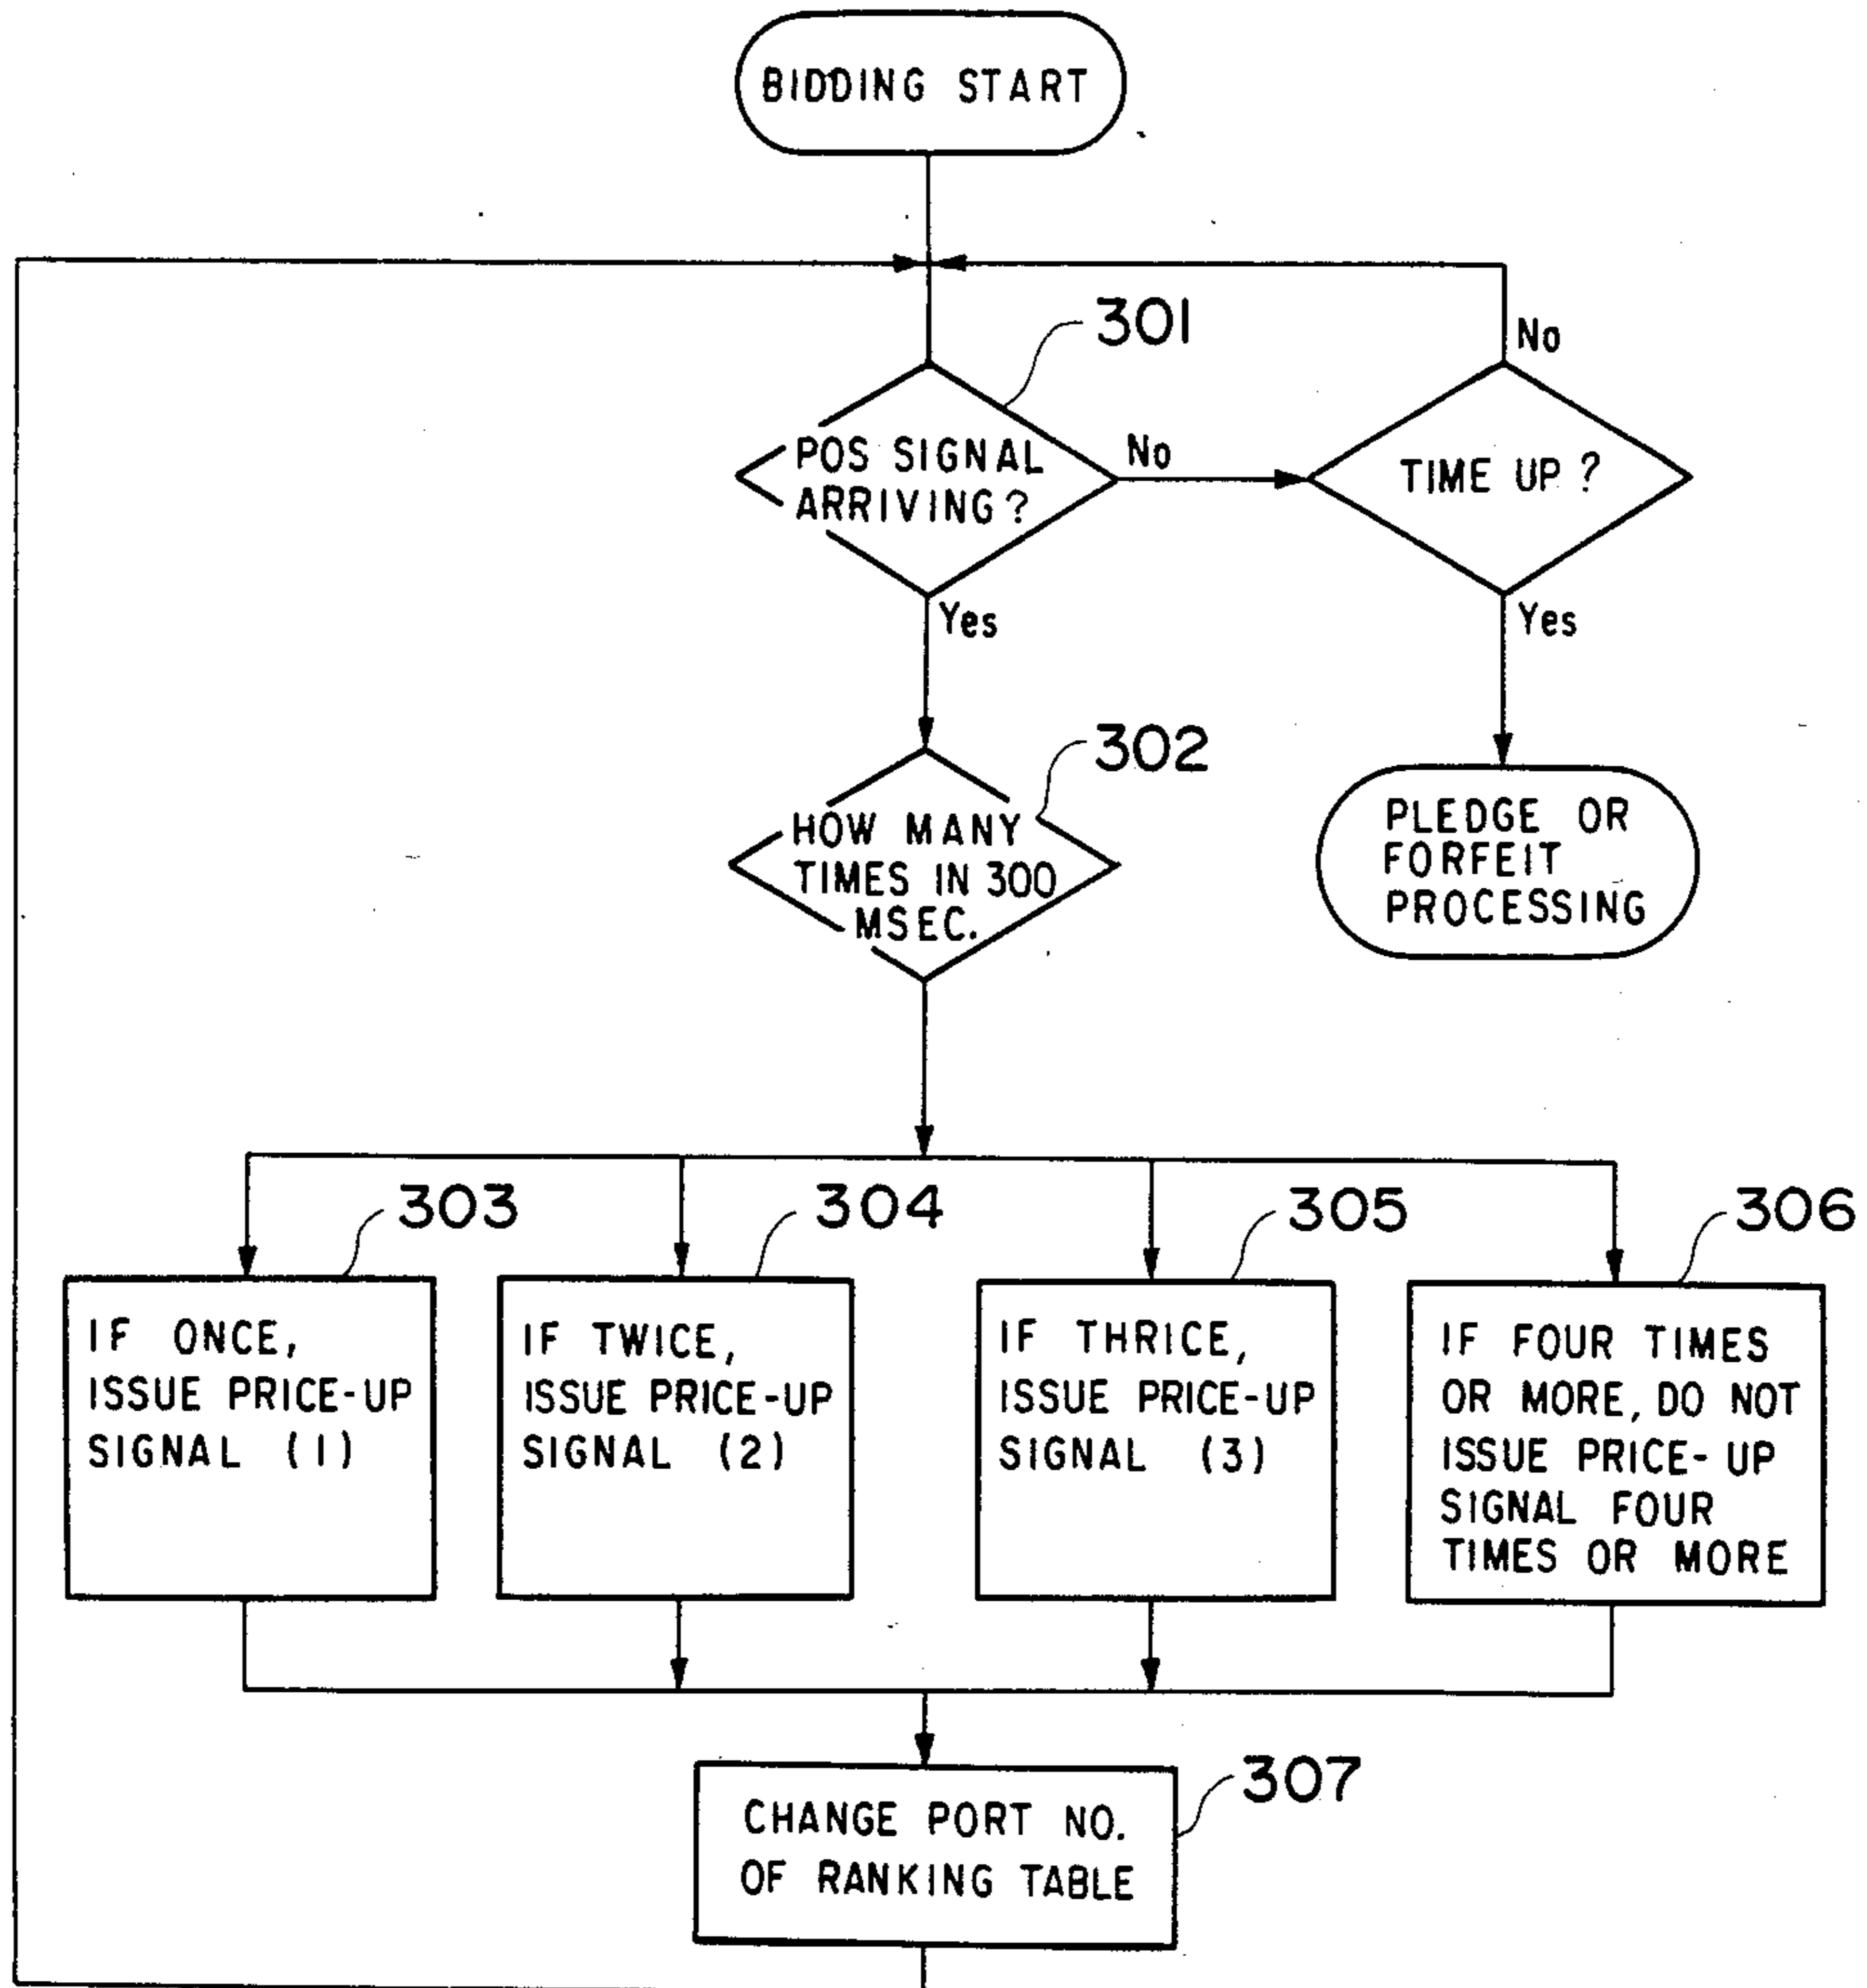 BIDDING START
301
No
POS SIGNAL
ARRIVING?
No
TIME UP?
Yes
Yes
302
HOW MANY
TIMES IN 300
MSEC.
PLEDGE OR
FORFEIT
PROCESSING
303
304
305
306
IF ONCE,
ISSUE PRICE-UP
SIGNAL (1)
IF TWICE,
ISSUE PRICE-UP
SIGNAL (2)
IF THRICE,
ISSUE PRICE-UP
SIGNAL (3)
IF FOUR TIMES
OR MORE, DO NOT
ISSUE PRICE-UP
SIGNAL FOUR
TIMES OR MORE
307
CHANGE PORT NO.
OF RANKING TABLE